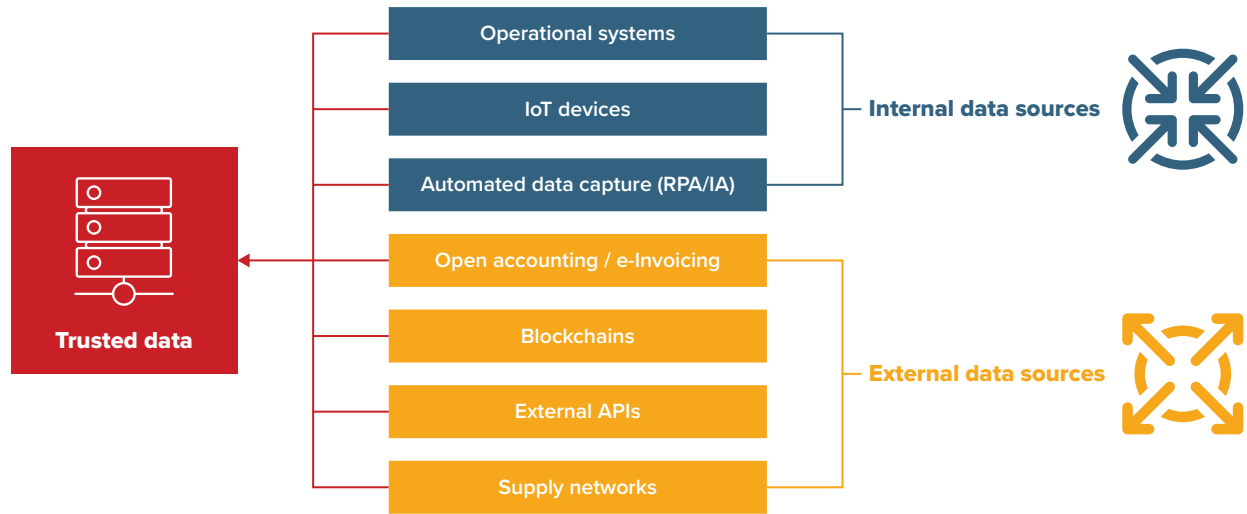 Operational systems
IoT devices
Automated data capture (RPA/IA)
Internal data sources
Trusted data
Open accounting / e-Invoicing
Blockchains
External APIs
Supply networks
External data sources